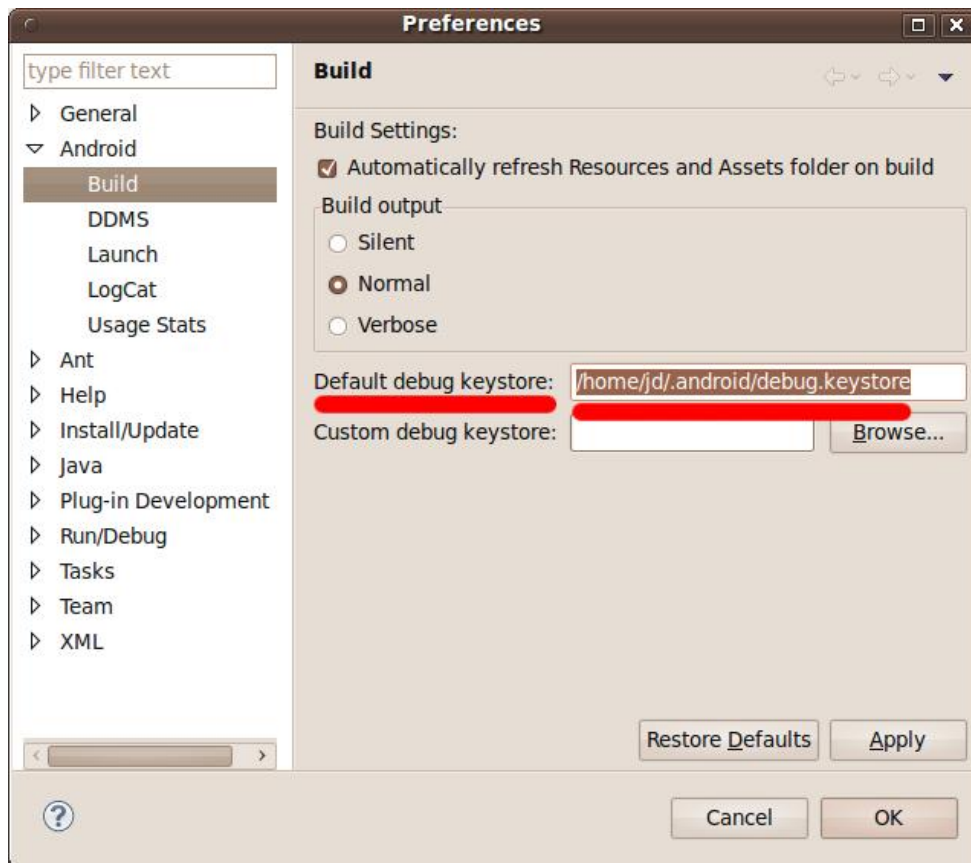 Preferences
type filter text
General
Android
Build
DDMS
Launch
LogCat
Usage Stats
Ant
Help
Install/Update
Java
Plug-in Development
Run/Debug
Tasks
Team
XML
Build
Build Settings:
Automatically refresh Resources and Assets folder on build
Build output
Silent
Normal
Verbose
Default debug keystore: /home/jd/.android/debug.keystore
Custom debug keystore: Browse...
Restore Defaults Apply
? Cancel OK